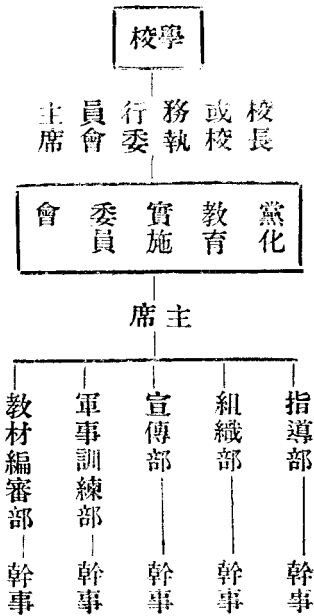 學校
校長或校務執行委員會主席
黨化教育實施委員會
主席
指導部 幹事
組織部 幹事
宣傳部 幹事
軍事訓練部 幹事
教材編審部 幹事